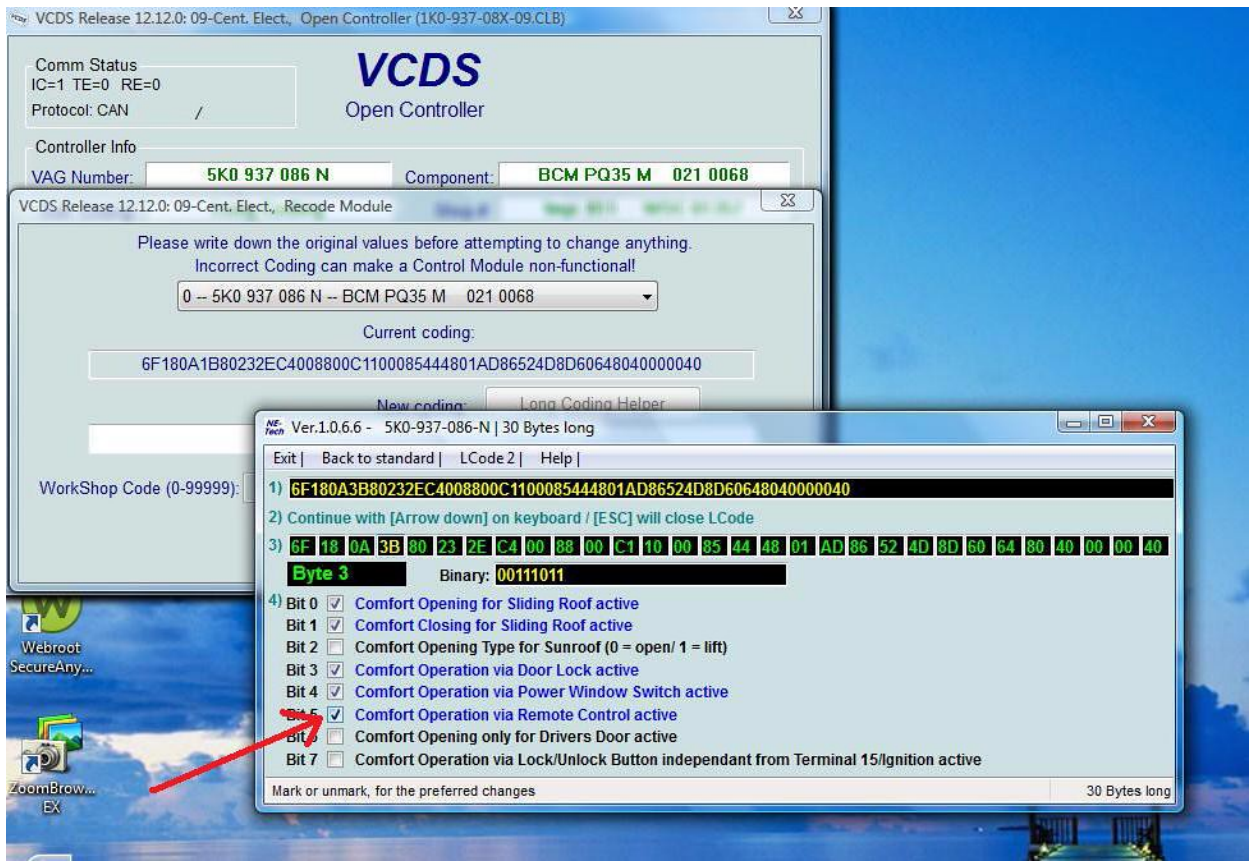 VCDS Release 12.12.0: 09-Cent. Elect., Open Controller (1K0-937-08X-09.CLB)
Comm Status
IC=1 TE=0 RE=0
Protocol: CAN /
VCDS
Open Controller
Controller Info
VAG Number: 5K0 937 086 N Component: BCM PQ35 M 021 0068
VCDS Release 12.12.0: 09-Cent. Elect., Recode Module
Please write down the original values before attempting to change anything.
Incorrect Coding can make a Control Module non-functional!
0 -- 5K0 937 086 N -- BCM PQ35 M 021 0068
Current coding:
6F180A1B80232EC4008800C1100085444801AD86524D8D60648040000040
New coding: Long Coding Helper
WorkShop Code (0-99999):
NE-Tech Ver.1.0.6.6 - 5K0-937-086-N | 30 Bytes long
Exit | Back to standard | LCode 2 | Help |
1) 6F180A3B80232EC4008800C1100085444801AD86524D8D60648040000040
2) Continue with [Arrow down] on keyboard / [ESC] will close LCode
3) 6F 18 0A 3B 80 23 2E C4 00 88 00 C1 10 00 85 44 48 01 AD 86 52 4D 8D 60 64 80 40 00 00 40
Byte 3 Binary: 00111011
4) Bit 0 Comfort Opening for Sliding Roof active
Bit 1 Comfort Closing for Sliding Roof active
Bit 2 Comfort Opening Type for Sunroof (0 = open/ 1 = lift)
Bit 3 Comfort Operation via Door Lock active
Bit 4 Comfort Operation via Power Window Switch active
Bit 5 Comfort Operation via Remote Control active
Bit 6 Comfort Opening only for Drivers Door active
Bit 7 Comfort Operation via Lock/Unlock Button independant from Terminal 15/Ignition active
Mark or unmark, for the preferred changes 30 Bytes long
Webroot
SecureAny...
ZoomBrow...
EX